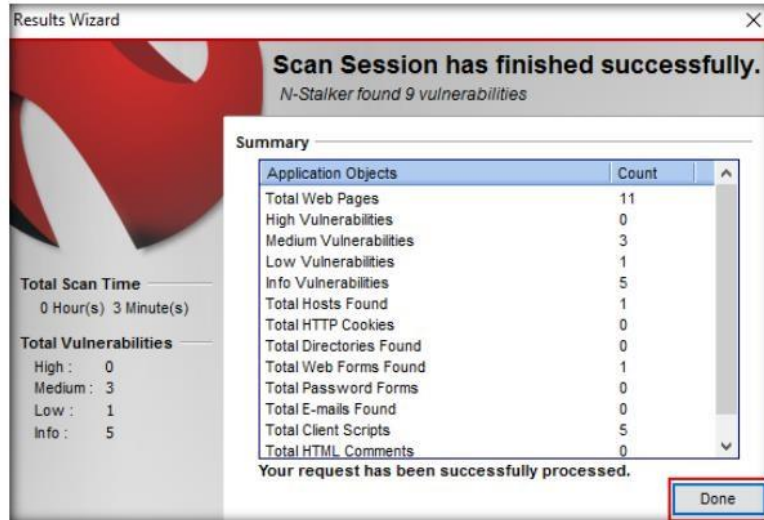 Results Wizard
Scan Session has finished successfully.
N-Stalker found 9 vulnerabilities
Summary
Application Objects Count
Total Web Pages 11
High Vulnerabilities 0
Medium Vulnerabilities 3
Low Vulnerabilities 1
Info Vulnerabilities 5
Total Hosts Found 1
Total HTTP Cookies 0
Total Directories Found 0
Total Web Forms Found 1
Total Password Forms 0
Total E-mails Found 0
Total Client Scripts 5
Total HTML Comments 0
Your request has been successfully processed.
Total Scan Time
0 Hour(s) 3 Minute(s)
Total Vulnerabilities
High : 0
Medium : 3
Low : 1
Info : 5
Done